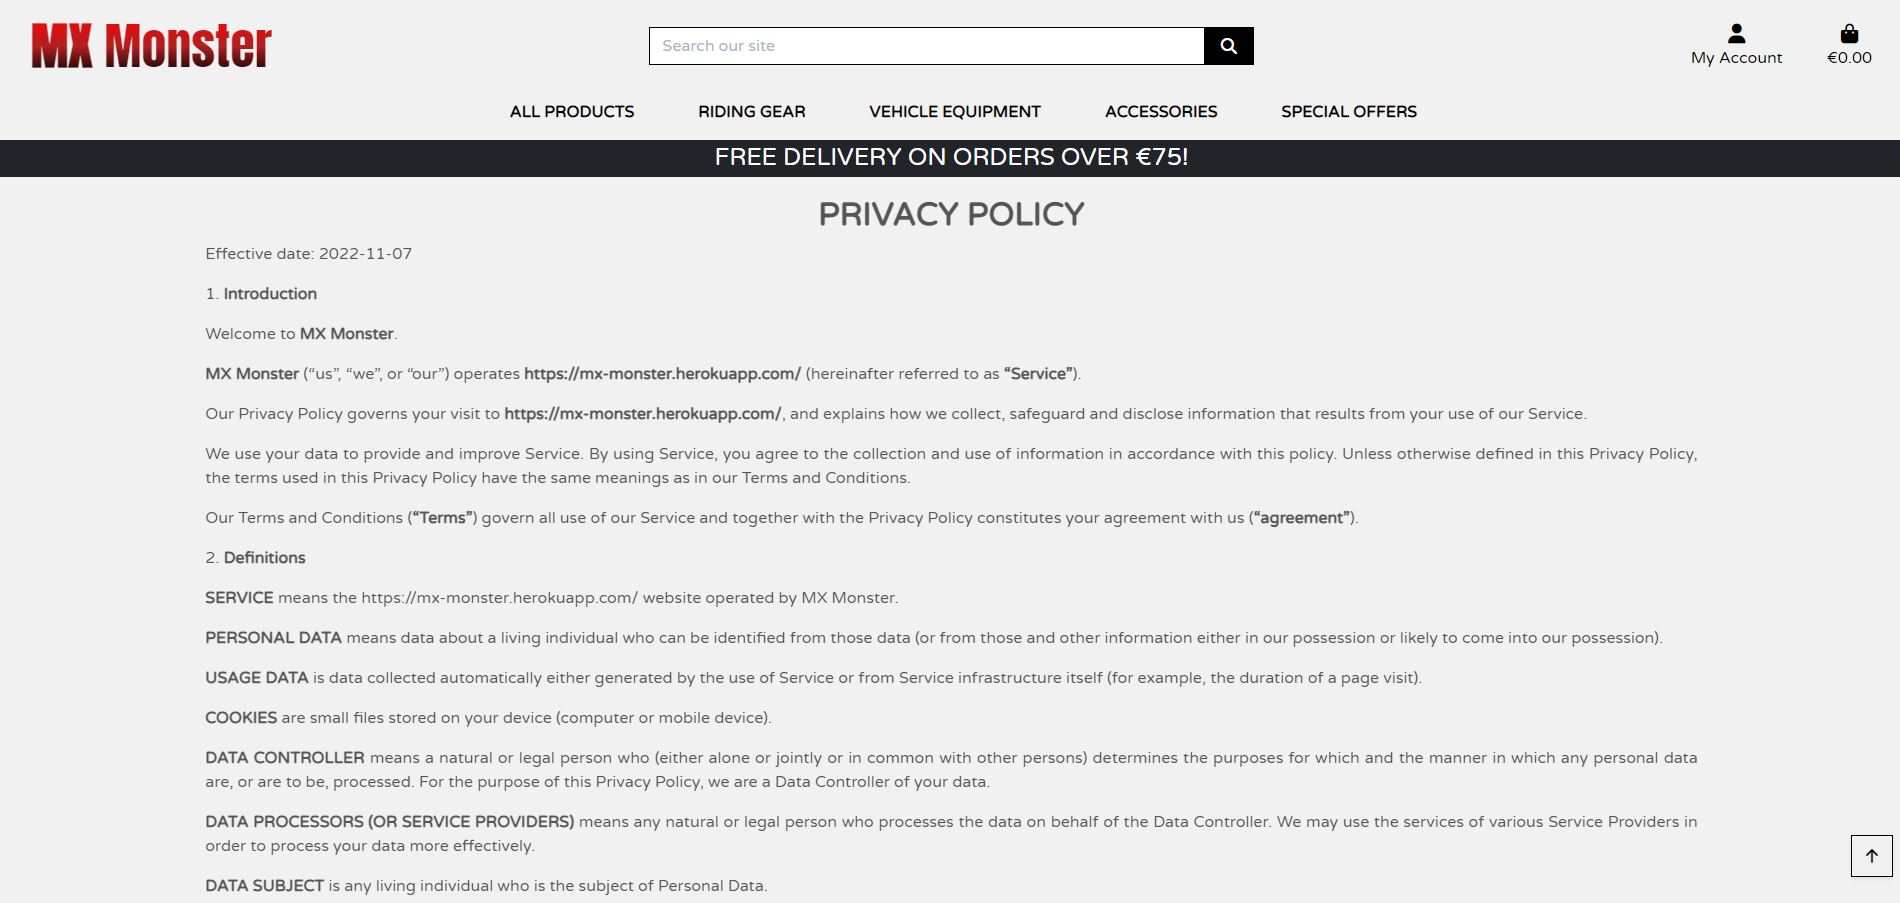 MX Monster
Search our site
My Account
€0.00
ALL PRODUCTS
RIDING GEAR
VEHICLE EQUIPMENT
ACCESSORIES
SPECIAL OFFERS
FREE DELIVERY ON ORDERS OVER €75!
PRIVACY POLICY
Effective date: 2022-11-07
1. Introduction
Welcome to MX Monster.
MX Monster (“us”, “we”, or “our”) operates https://mx-monster.herokuapp.com/ (hereinafter referred to as “Service”).
Our Privacy Policy governs your visit to https://mx-monster.herokuapp.com/, and explains how we collect, safeguard and disclose information that results from your use of our Service.
We use your data to provide and improve Service. By using Service, you agree to the collection and use of information in accordance with this policy. Unless otherwise defined in this Privacy Policy,
the terms used in this Privacy Policy have the same meanings as in our Terms and Conditions.
Our Terms and Conditions (“Terms”) govern all use of our Service and together with the Privacy Policy constitutes your agreement with us (“agreement”).
2. Definitions
SERVICE means the https://mx-monster.herokuapp.com/ website operated by MX Monster.
PERSONAL DATA means data about a living individual who can be identified from those data (or from those and other information either in our possession or likely to come into our possession).
USAGE DATA is data collected automatically either generated by the use of Service or from Service infrastructure itself (for example, the duration of a page visit).
COOKIES are small files stored on your device (computer or mobile device).
DATA CONTROLLER means a natural or legal person who (either alone or jointly or in common with other persons) determines the purposes for which and the manner in which any personal data
are, or are to be, processed. For the purpose of this Privacy Policy, we are a Data Controller of your data.
DATA PROCESSORS (OR SERVICE PROVIDERS) means any natural or legal person who processes the data on behalf of the Data Controller. We may use the services of various Service Providers in
order to process your data more effectively.
DATA SUBJECT is any living individual who is the subject of Personal Data.